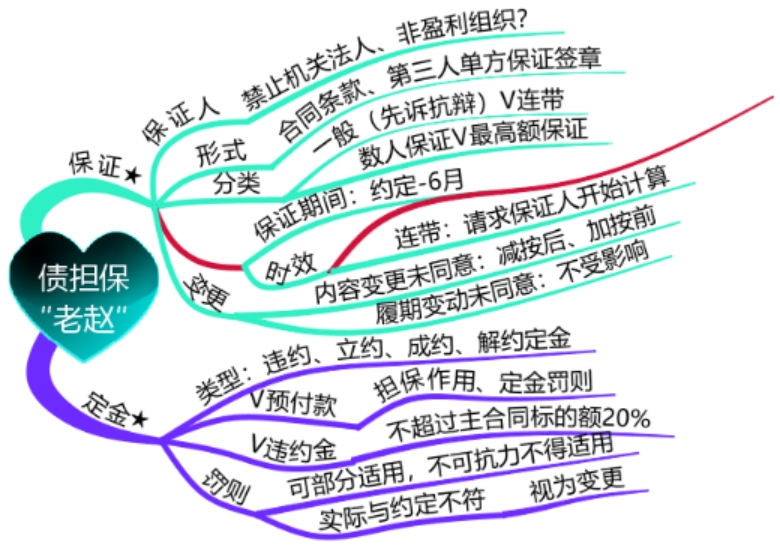 债担保
“老赵”
保证★
保证人
禁止机关法人、非盈利组织？
形式
合同条款、第三人单方保证签章
分类
一般（先诉抗辩）V连带
数人保证V最高额保证
保证期间：约定-6月
时效
连带：请求保证人开始计算
变更
内容变更未同意：减按后、加按前
履期变动未同意：不受影响
定金★
类型：违约、立约、成约、解约定金
V预付款
担保作用、定金罚则
V违约金
不超过主合同标的额20%
罚则
可部分适用，不可抗力不得适用
实际与约定不符
视为变更